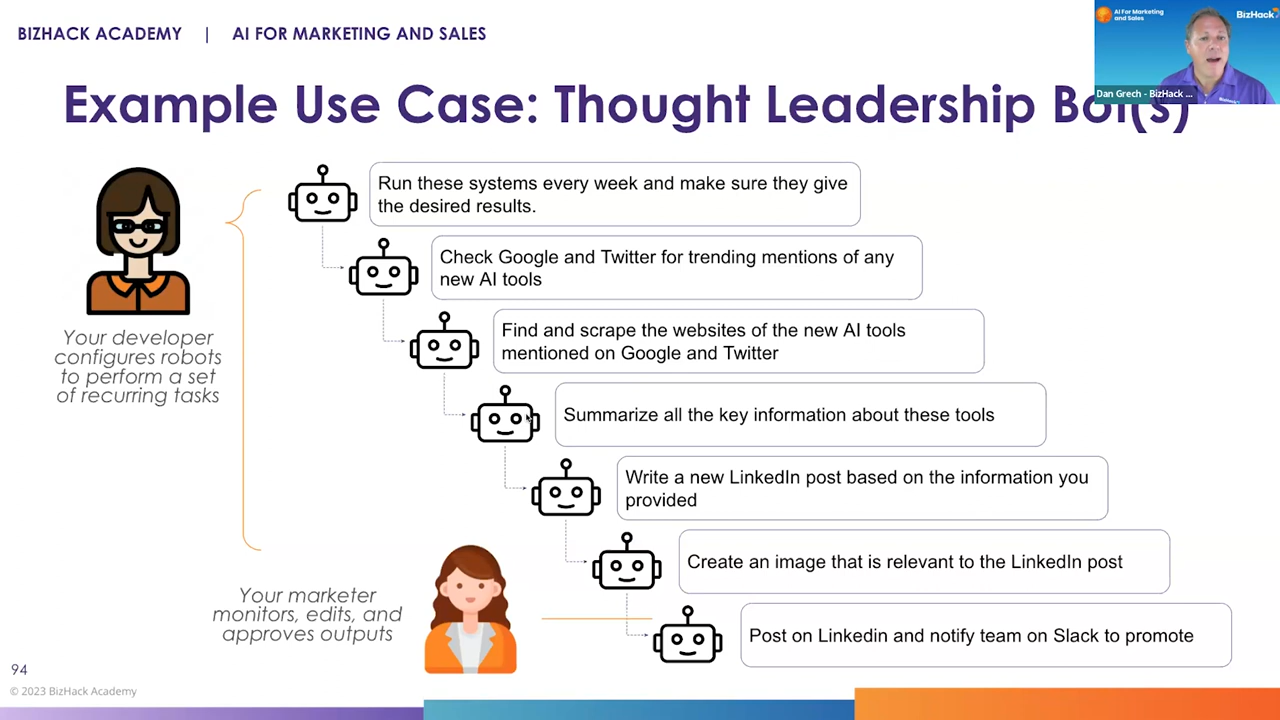 BIZHACK ACADEMY | AI FOR MARKETING AND SALES
AI For Marketing
and Sales
BizHack
BizHack
Dan Grech - BizHack ...
Example Use Case: Thought Leadership Bot(s)
Run these systems every week and make sure they give
the desired results.
Check Google and Twitter for trending mentions of any
new AI tools
Find and scrape the websites of the new AI tools
mentioned on Google and Twitter
Your developer
configures robots
to perform a set
of recurring tasks
Summarize all the key information about these tools
Write a new LinkedIn post based on the information you
provided
Create an image that is relevant to the LinkedIn post
Your marketer
monitors, edits, and
approves outputs
Post on Linkedin and notify team on Slack to promote
94
© 2023 BizHack Academy